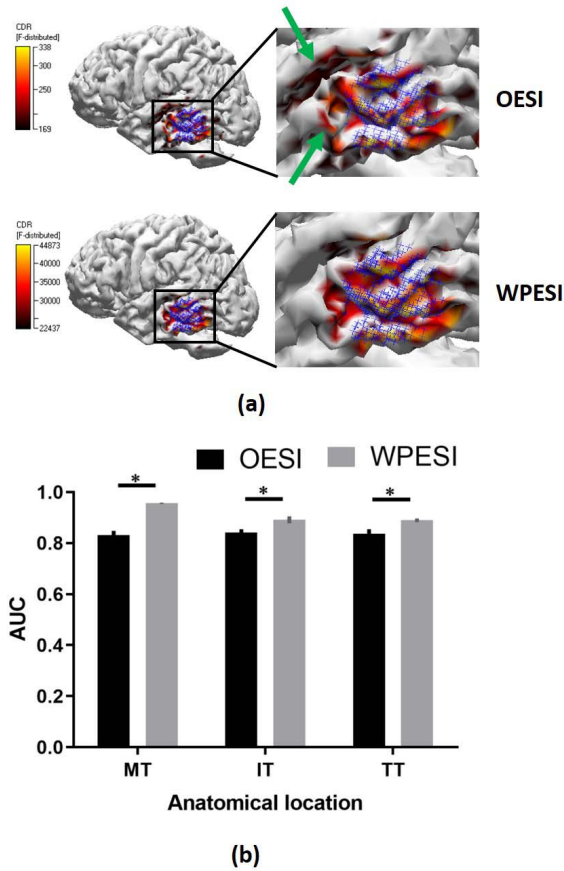 CDR
[F-distributed]
338
300
250
200
-169
OESI
CDR
[F-distributed]
44873
40000
35000
30000
22437
WPESI
(a)
OESI WPESI
* * *
1.0
0.8
0.6
0.4
0.2
0.0
AUC
MT IT TT
Anatomical location
(b)